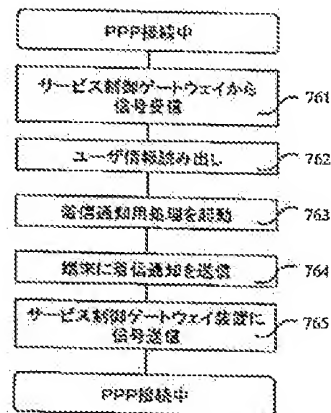 PPP接続中
サービス制御ゲートウェイから
信号受信
761
ユーザ情報読み出し
762
着信通知用処理を起動
763
端末に着信通知を送信
764
サービス制御ゲートウェイ装置に
信号送信
765
PPP接続中